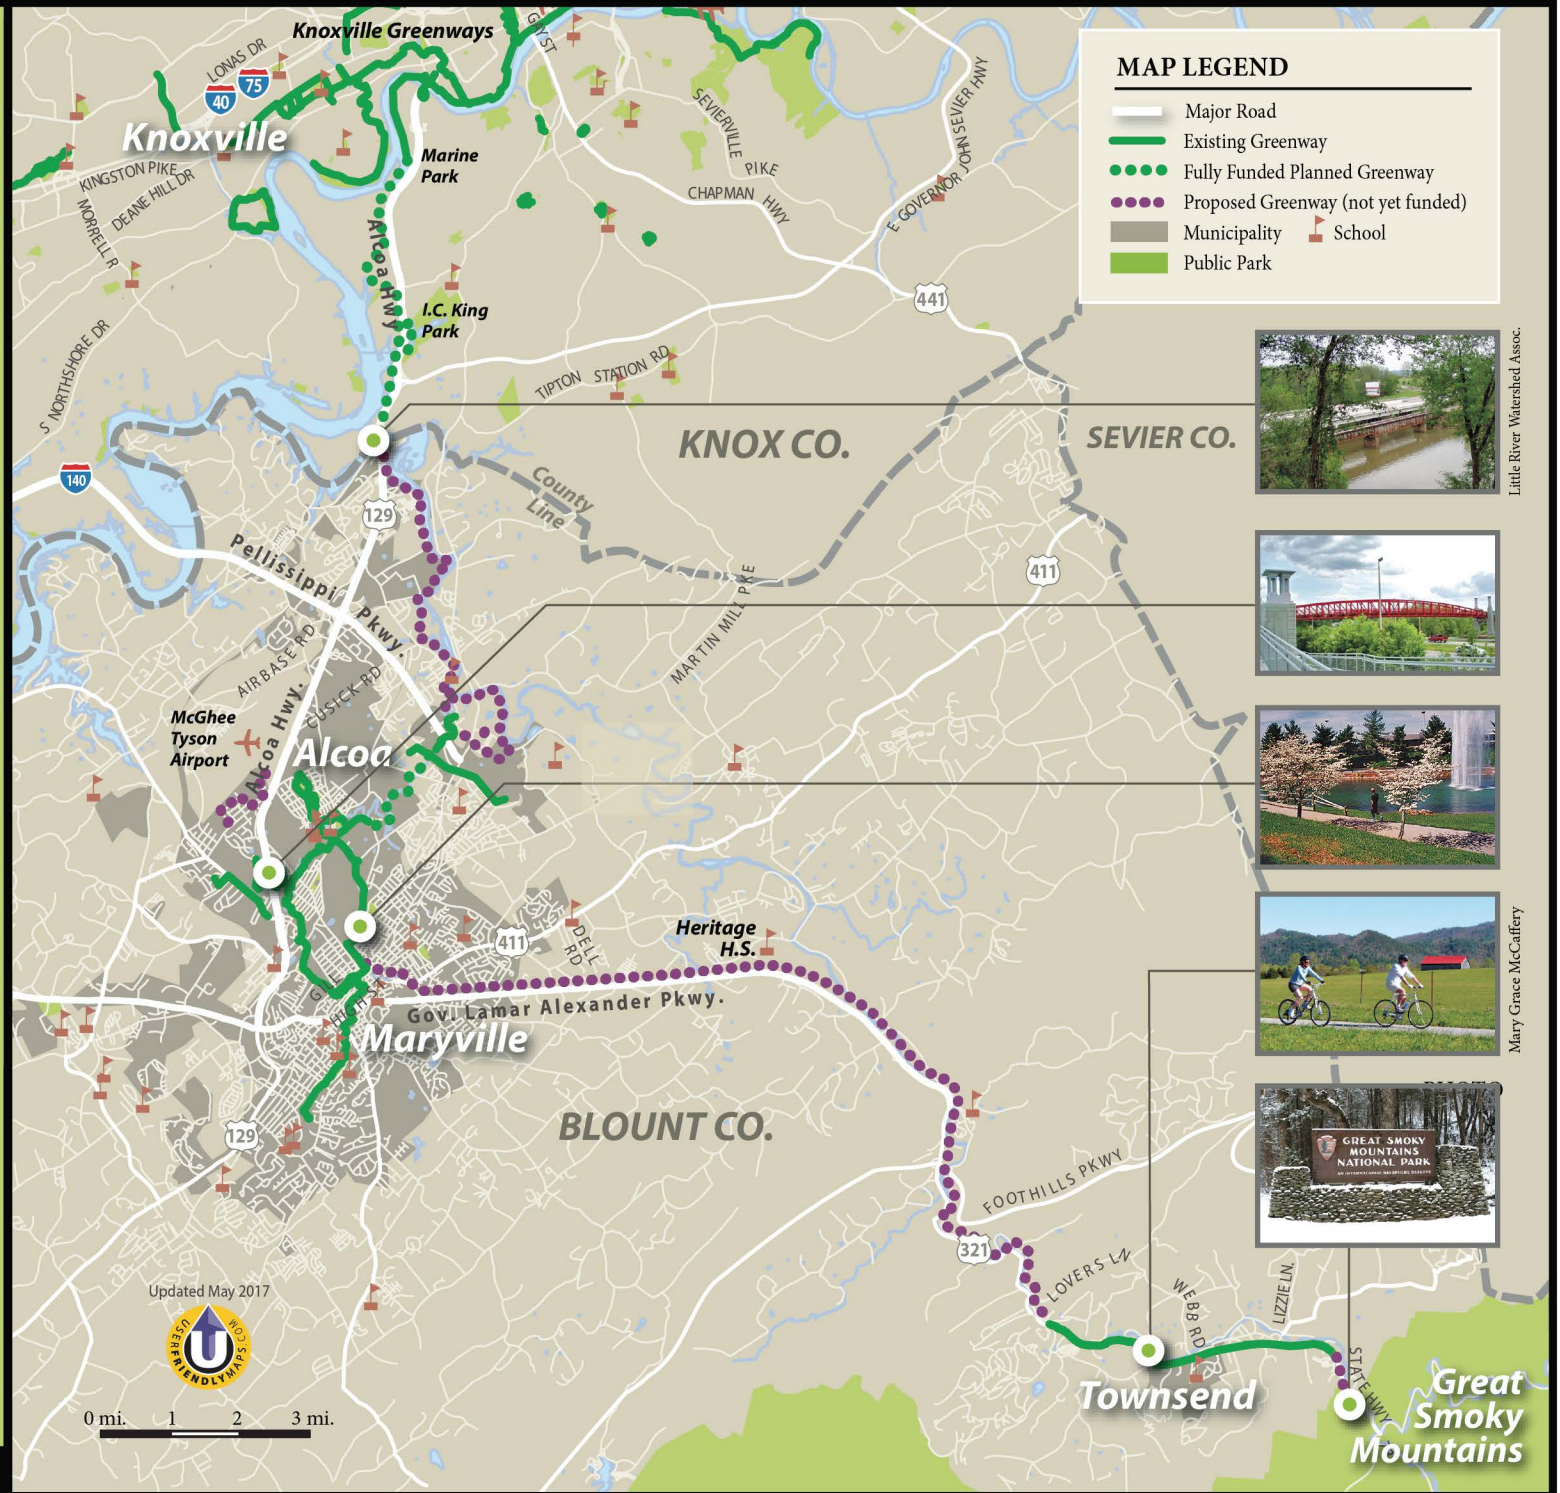 Knoxville Greenways
GAY ST
LONAS DR
40
75
Knoxville
KINGSTON PIKE
DEANE HILL DR
MORRELL R
Marine
Park
Alcoa Hwy
SEVIERVILLE
PIKE
CHAPMAN HWY
E GOVERNOR JOHN SEVIER HWY
441
I.C. King
Park
S NORTHSHORE DR
TIPTON STATION RD
MAP LEGEND
Major Road
Existing Greenway
Fully Funded Planned Greenway
Proposed Greenway (not yet funded)
Municipality
School
Public Park
KNOX CO.
SEVIER CO.
County
Line
Little River Watershed Assoc.
140
129
Pellissippi Pkwy.
411
MARTIN MILL PKE
AIRBASE RD
CUSICK RD
Alcoa Hwy.
McGhee
Tyson
Airport
Alcoa
Heritage
H.S.
DELL
RD
411
GILL
HIGH S
Gov. Lamar Alexander Pkwy.
Maryville
Mary Grace McCaffery
PHOTO
GREAT SMOKY
MOUNTAINS
NATIONAL PARK
BLOUNT CO.
129
FOOTHILLS PKWY
321
LOVERS LN
WEBB RD
LIZZIE LN.
STATE HWY
Townsend
Great
Smoky
Mountains
Updated May 2017
USERFRIENDLYMAPS.COM
U
0 mi. 1 2 3 mi.